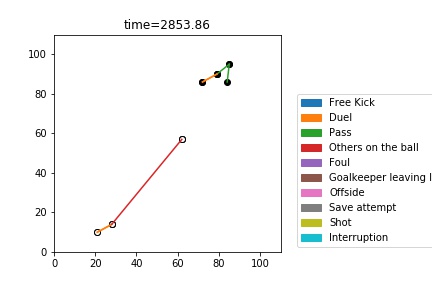 time=2853.86
100
80
60
40
20
0
0 20 40 60 80 100
Free Kick
Duel
Pass
Others on the ball
Foul
Goalkeeper leaving l
Offside
Save attempt
Shot
Interruption